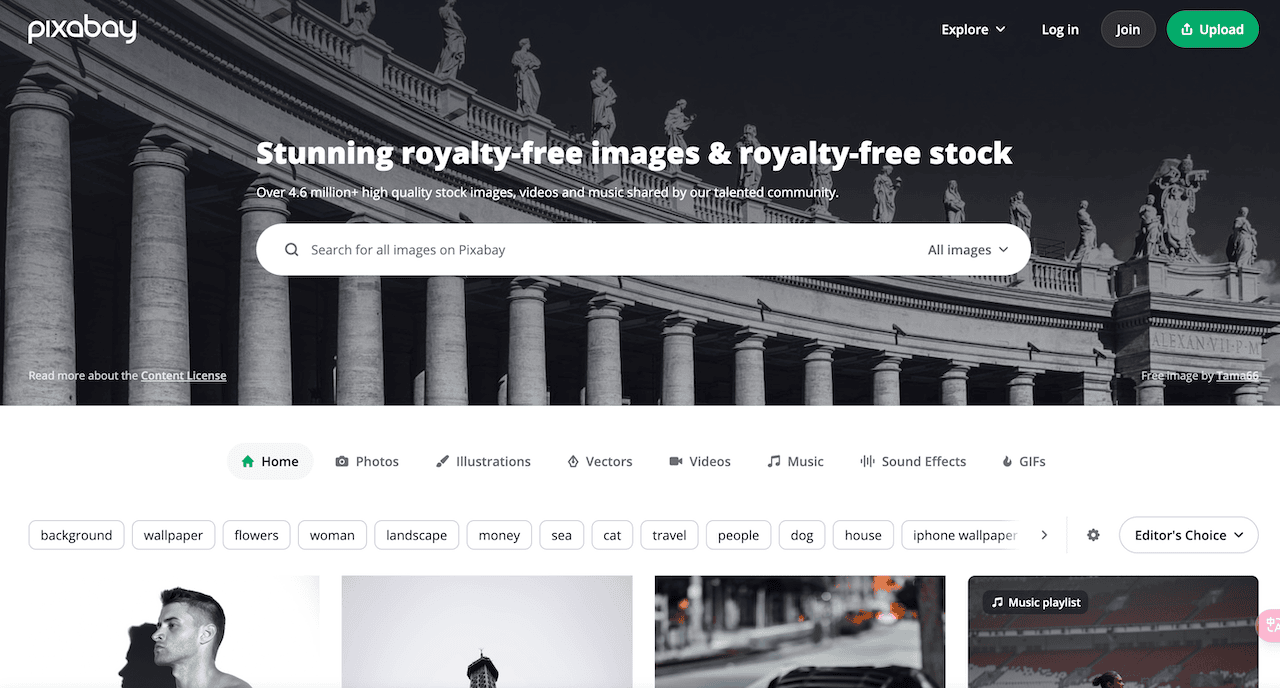 pixabay
Explore
Log in
Join
Upload
Stunning royalty-free images & royalty-free stock
Over 4.6 million+ high quality stock images, videos and music shared by our talented community.
Search for all images on Pixabay
All images
ALEXAN·VII·P·M
Read more about the Content License
Free image by Tama66
Home
Photos
Illustrations
Vectors
Videos
Music
Sound Effects
GIFs
background
wallpaper
flowers
woman
landscape
money
sea
cat
travel
people
dog
house
iphone wallpaper
Editor's Choice
Music playlist